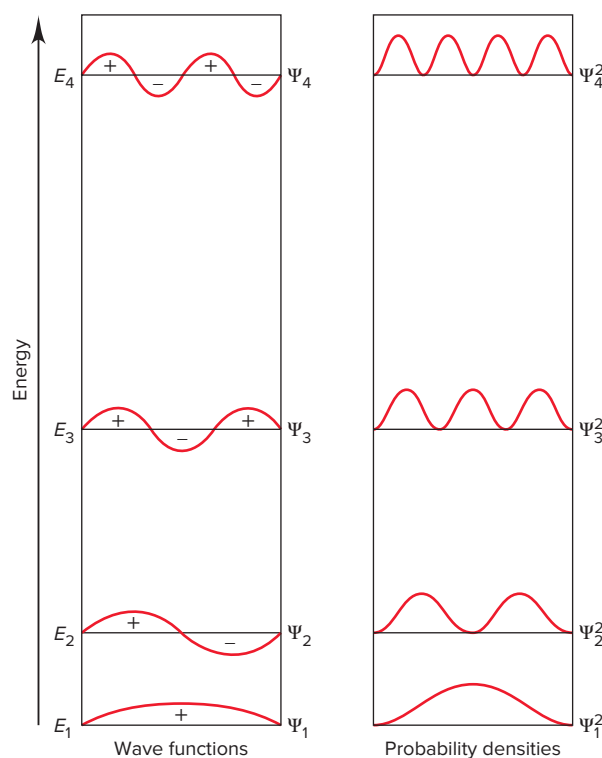 E₄ + − + − Ψ₄ Ψ₄²
Energy
E₃ + − + Ψ₃ Ψ₃²
E₂ + − Ψ₂ Ψ₂²
E₁ + Ψ₁ Ψ₁²
Wave functions Probability densities